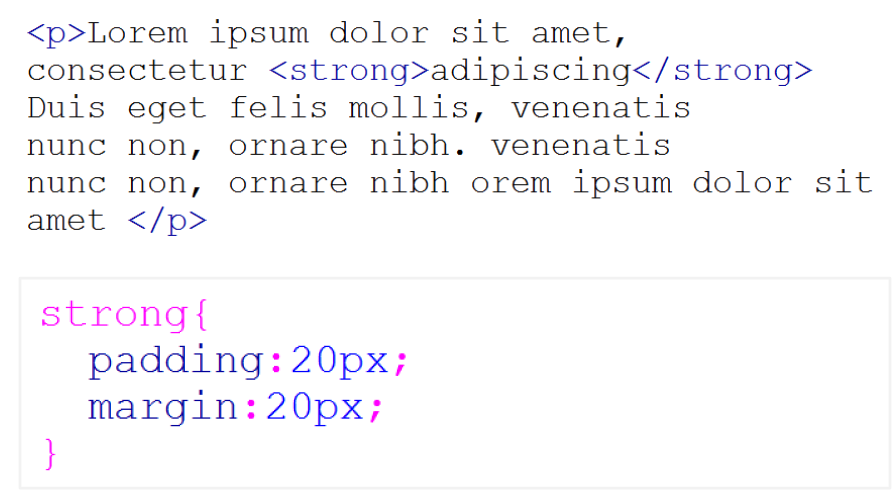 <p>Lorem ipsum dolor sit amet,
consectetur <strong>adipiscing</strong>
Duis eget felis mollis, venenatis
nunc non, ornare nibh. venenatis
nunc non, ornare nibh orem ipsum dolor sit
amet </p>
strong{
  padding:20px;
  margin:20px;
}